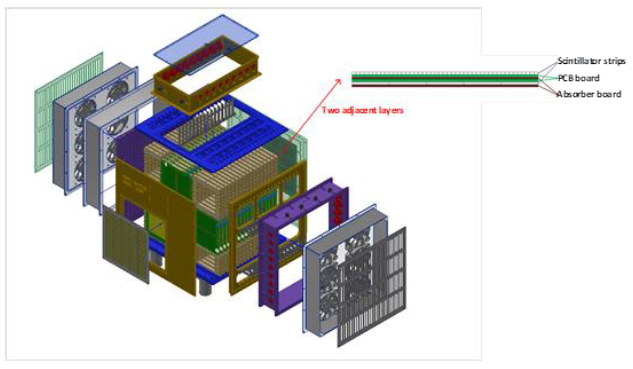 Scintillator strips
PCB board
Absorber board
Two adjacent layers